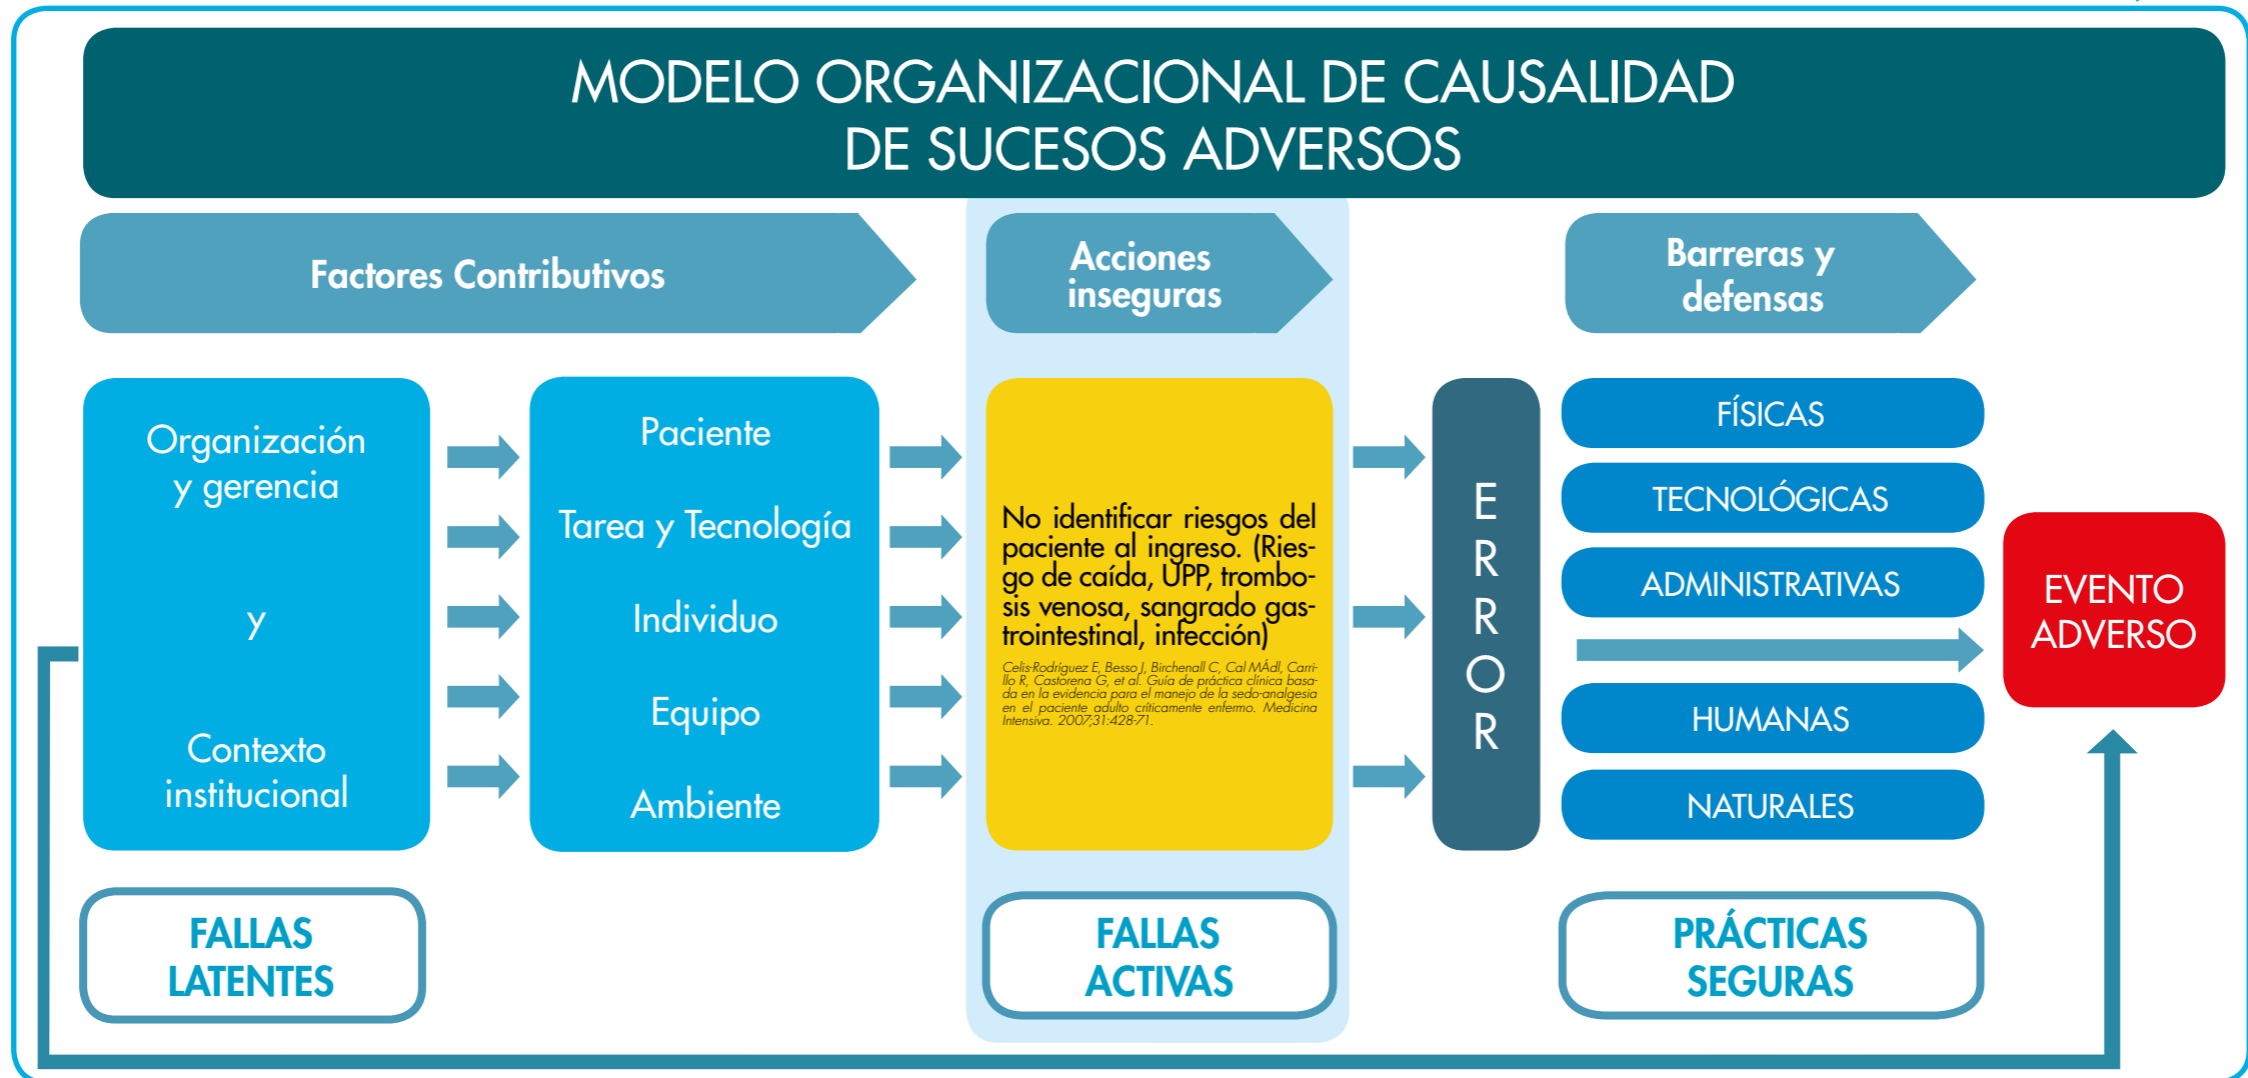 MODELO ORGANIZACIONAL DE CAUSALIDAD
DE SUCESOS ADVERSOS
Factores Contributivos
Acciones
inseguras
Barreras y
defensas
Organización
y gerencia
y
Contexto
institucional
Paciente
Tarea y Tecnología
Individuo
Equipo
Ambiente
No identificar riesgos del
paciente al ingreso. (Ries-
go de caída, UPP, trombo-
sis venosa, sangrado gas-
trointestinal, infección)
Celis-Rodríguez E, Besso J, Birchenall C, Cal MÁdl, Carri-
llo R, Castorena G, et al. Guía de práctica clínica basa-
da en la evidencia para el manejo de la sedo-analgesia
en el paciente adulto críticamente enfermo. Medicina
Intensiva. 2007;31:428-71.
E
R
R
O
R
FÍSICAS
TECNOLÓGICAS
ADMINISTRATIVAS
HUMANAS
NATURALES
EVENTO
ADVERSO
FALLAS
LATENTES
FALLAS
ACTIVAS
PRÁCTICAS
SEGURAS